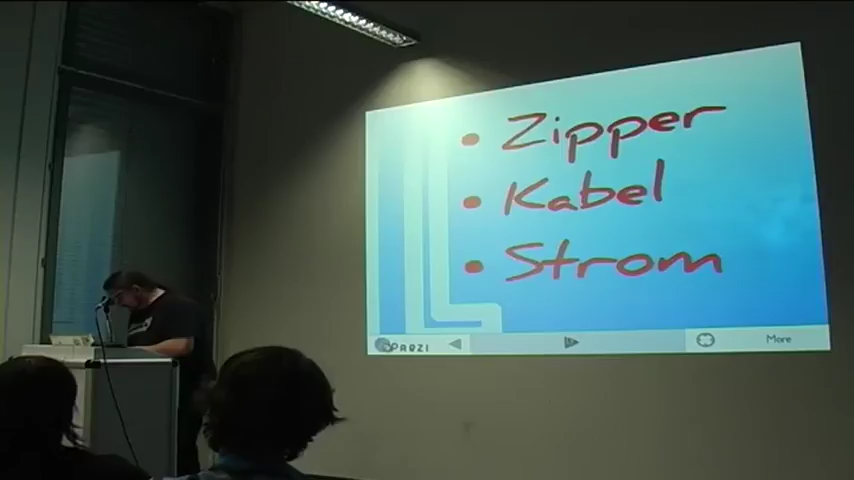 • Zipper
• Kabel
• Strom
PREZI
More